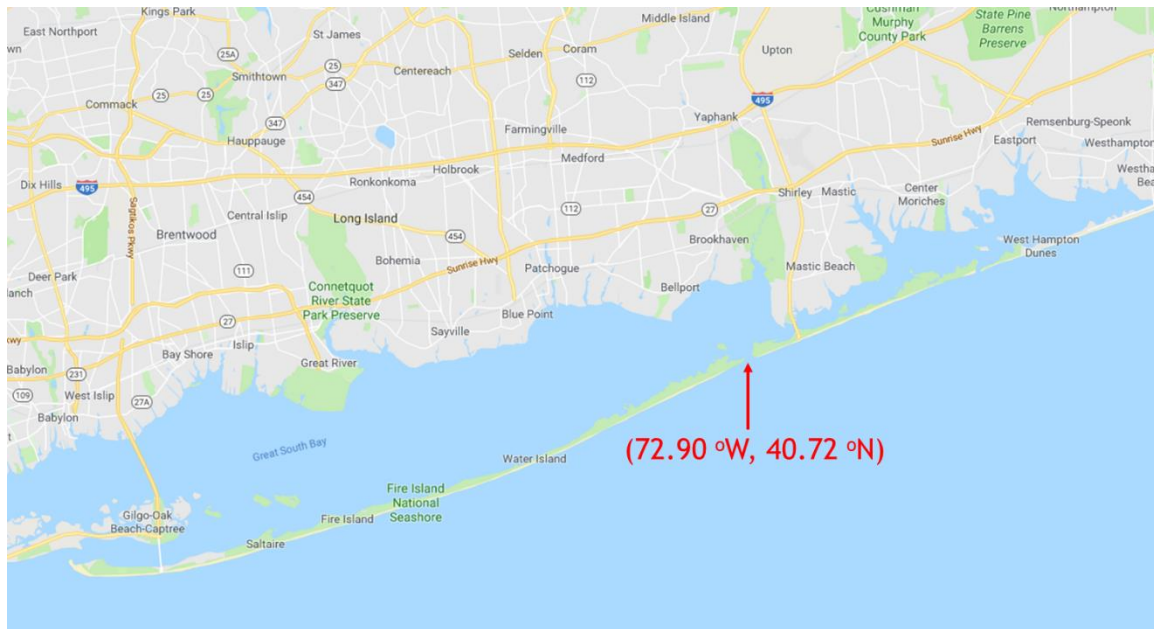 Kings Park
East Northport
St James
Middle Island
Cushman
Murphy
County Park
State Pine
Barrens
Preserve
Northampton
25A
25
Selden
Coram
Upton
Smithtown
Centereach
347
112
495
Commack
25
25
347
Yaphank
Hauppauge
Farmingville
Sunrise Hwy
Remsenburg-Speonk
Eastport
Westhampton
Medford
Holbrook
Dix Hills
495
Ronkonkoma
454
112
27
Shirley
Mastic
Center
Moriches
Sagtikos Pkwy
Central Islip
Long Island
Brentwood
454
Brookhaven
West Hampton
Dunes
Bohemia
Sunrise Hwy
Patchogue
Mastic Beach
Deer Park
111
Connetquot
River State
Park Preserve
Bellport
Blue Point
27
Sayville
Islip
Bay Shore
Great River
Babylon
231
109
West Islip
27A
Babylon
(72.90 ºW, 40.72 ºN)
Great South Bay
Water Island
Fire Island
National
Seashore
Gilgo-Oak
Beach-Captree
Fire Island
Saltaire